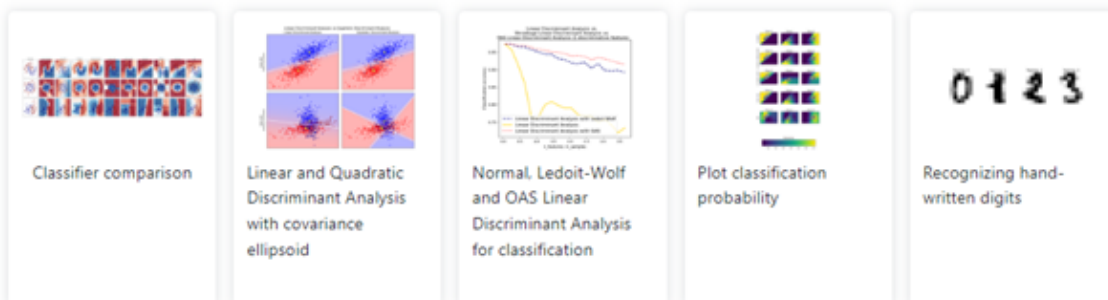 0 1 2 3
Classifier comparison
Linear and Quadratic
Discriminant Analysis
with covariance
ellipsoid
Normal, Ledoit-Wolf
and OAS Linear
Discriminant Analysis
for classification
Plot classification
probability
Recognizing hand-
written digits